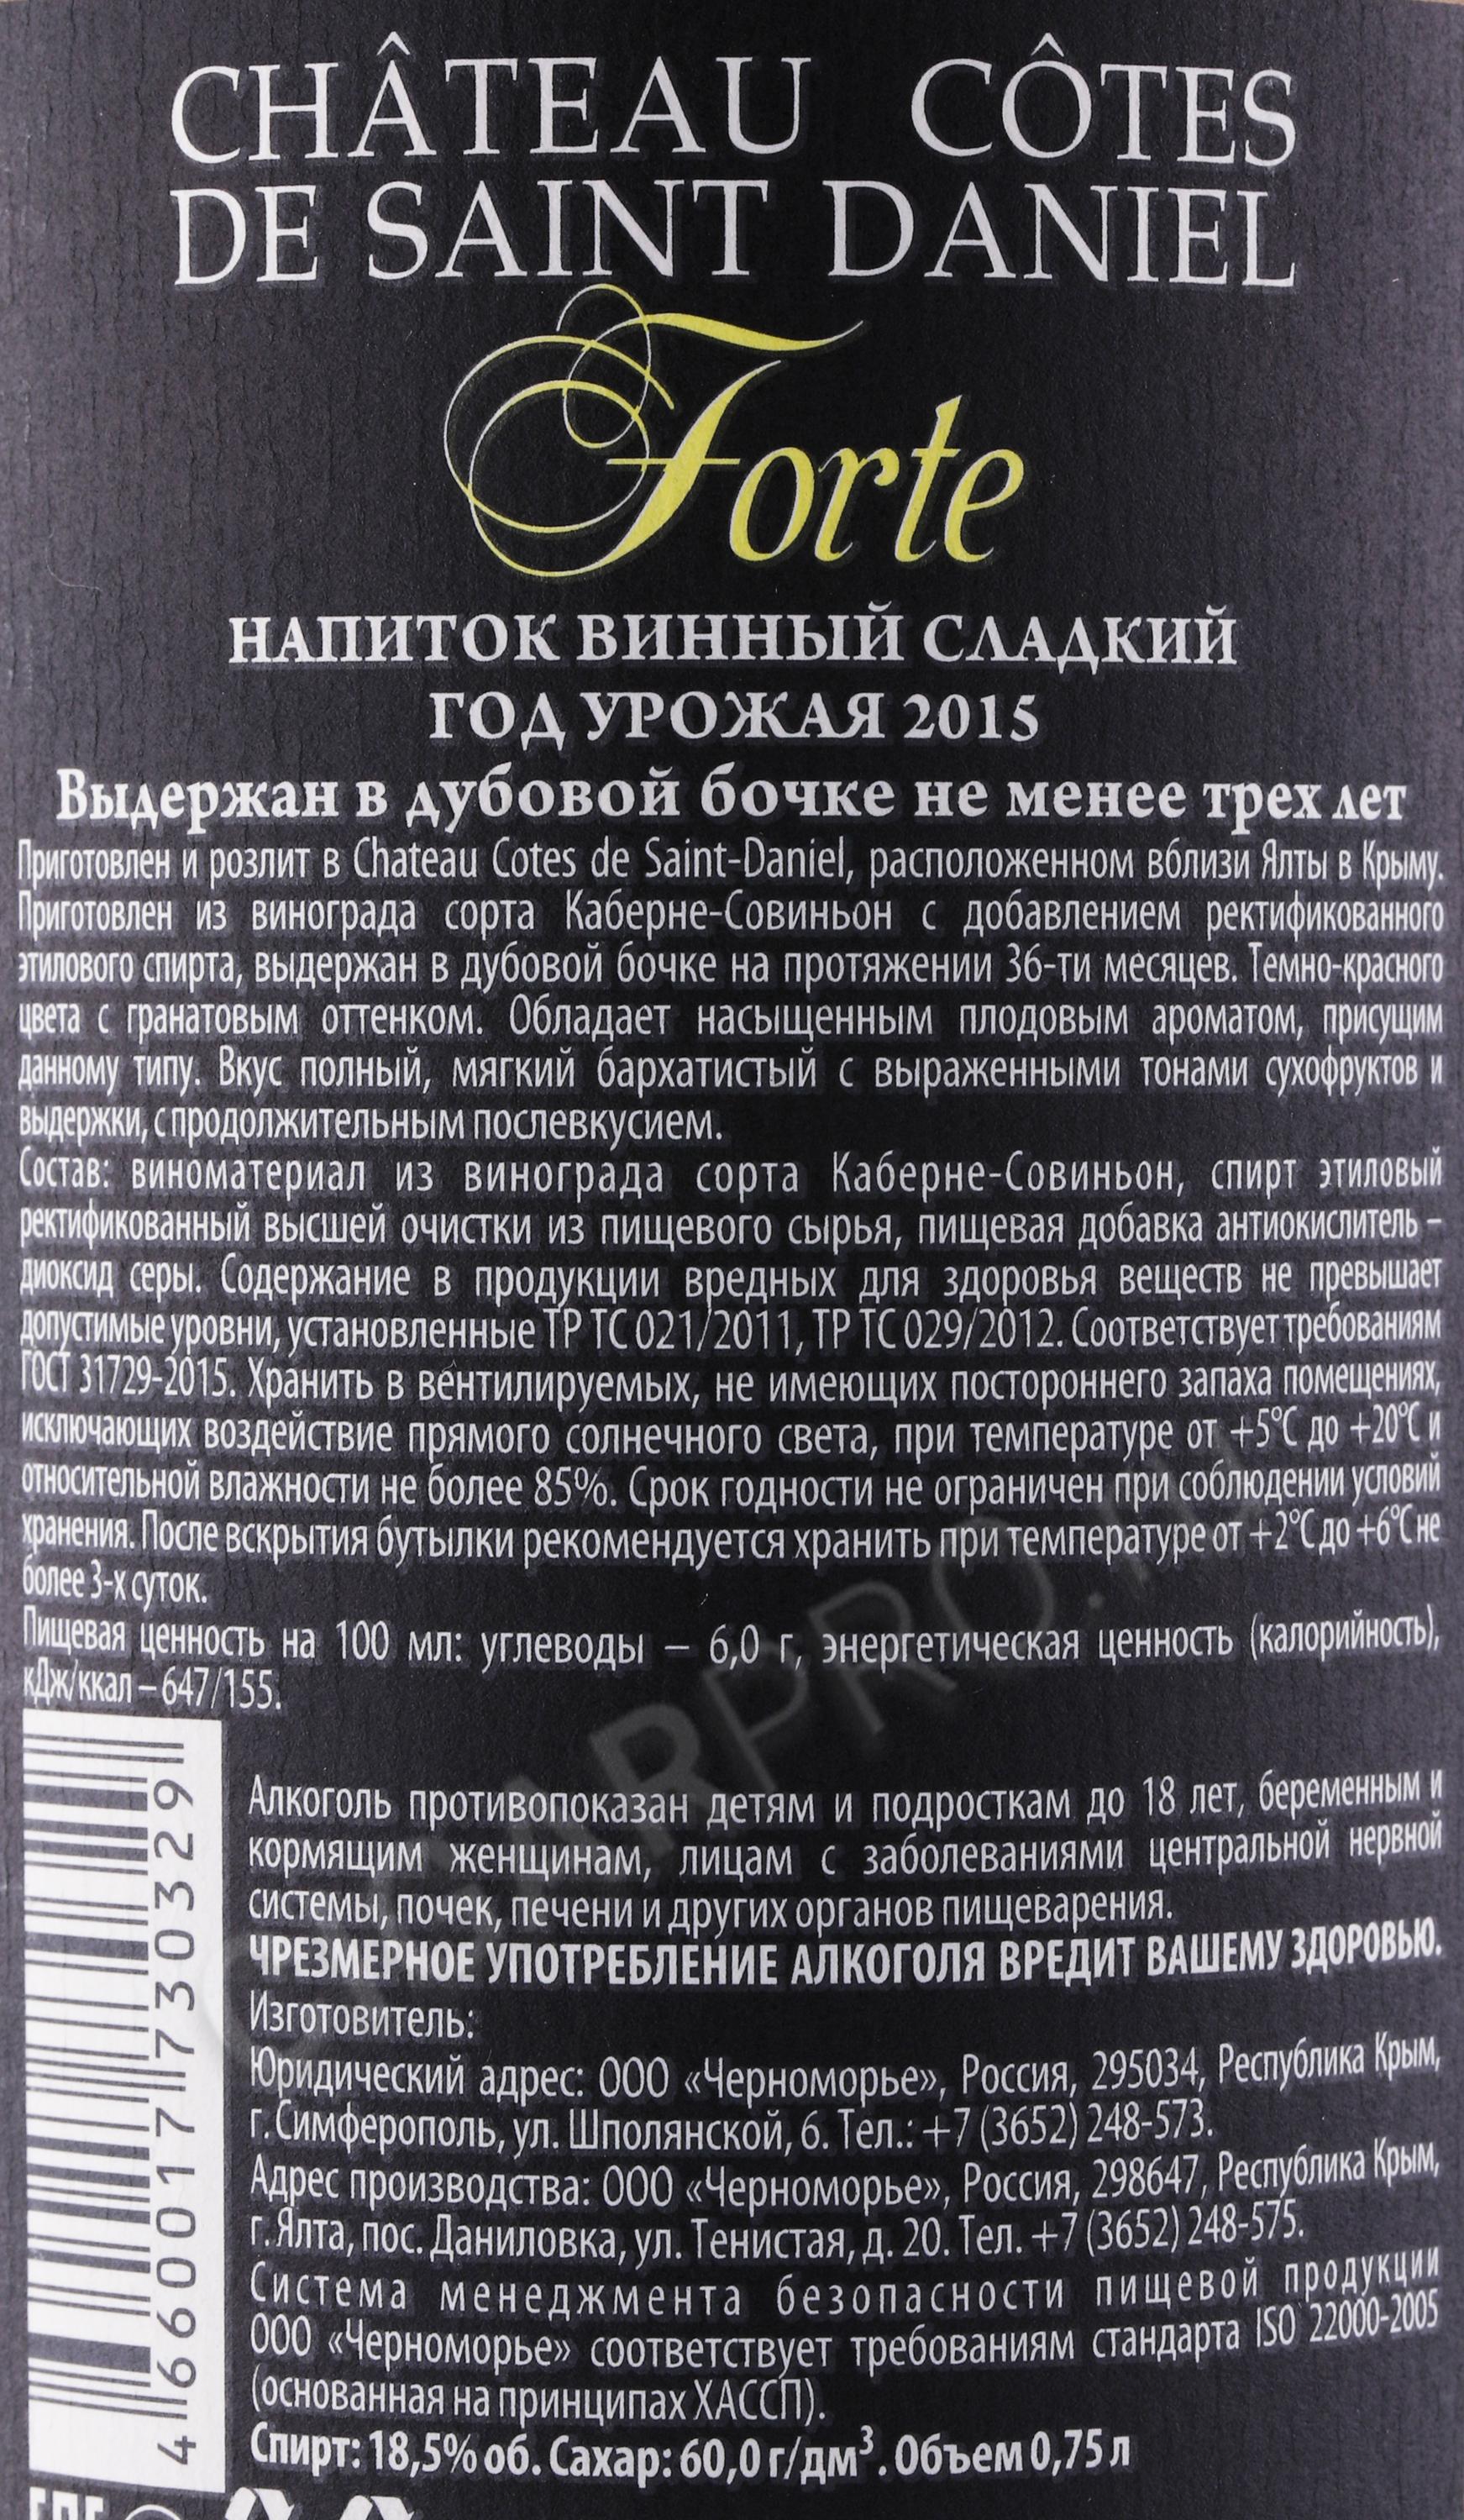 CHÂTEAU CÔTES
DE SAINT DANIEL
Forte
НАПИТОК ВИННЫЙ СЛАДКИЙ
ГОД УРОЖАЯ 2015
Выдержан в дубовой бочке не менее трех лет
Приготовлен и розлит в Chateau Cotes de Saint-Daniel, расположенном вблизи Ялты в Крыму.
Приготовлен из винограда сорта Каберне-Совиньон с добавлением ректификованного
этилового спирта, выдержан в дубовой бочке на протяжении 36-ти месяцев. Темно-красного
цвета с гранатовым оттенком. Обладает насыщенным плодовым ароматом, присущим
данному типу. Вкус полный, мягкий бархатистый с выраженными тонами сухофруктов и
выдержки, с продолжительным послевкусием.
Состав: виноматериал из винограда сорта Каберне-Совиньон, спирт этиловый
ректификованный высшей очистки из пищевого сырья, пищевая добавка антиокислитель –
диоксид серы. Содержание в продукции вредных для здоровья веществ не превышает
допустимые уровни, установленные ТР ТС 021/2011, ТР ТС 029/2012. Соответствует требованиям
ГОСТ 31729-2015. Хранить в вентилируемых, не имеющих постороннего запаха помещениях,
исключающих воздействие прямого солнечного света, при температуре от +5°С до +20°С и
относительной влажности не более 85%. Срок годности не ограничен при соблюдении условий
хранения. После вскрытия бутылки рекомендуется хранить при температуре от +2°С до +6°С не
более 3-х суток.
Пищевая ценность на 100 мл: углеводы – 6,0 г, энергетическая ценность (калорийность),
кДж/ккал – 647/155.
4660017730329
Алкоголь противопоказан детям и подросткам до 18 лет, беременным и
кормящим женщинам, лицам с заболеваниями центральной нервной
системы, почек, печени и других органов пищеварения.
ЧРЕЗМЕРНОЕ УПОТРЕБЛЕНИЕ АЛКОГОЛЯ ВРЕДИТ ВАШЕМУ ЗДОРОВЬЮ.
Изготовитель:
Юридический адрес: ООО «Черноморье», Россия, 295034, Республика Крым,
г. Симферополь, ул. Шполянской, 6. Тел.: +7 (3652) 248-573.
Адрес производства: ООО «Черноморье», Россия, 298647, Республика Крым,
г. Ялта, пос. Даниловка, ул. Тенистая, д. 20. Тел. +7 (3652) 248-575.
Система менеджмента безопасности пищевой продукции
ООО «Черноморье» соответствует требованиям стандарта ISO 22000-2005
(основанная на принципах ХАССП).
Спирт: 18,5% об. Сахар: 60,0 г/дм³. Объем 0,75 л
CIGARPRO.RU